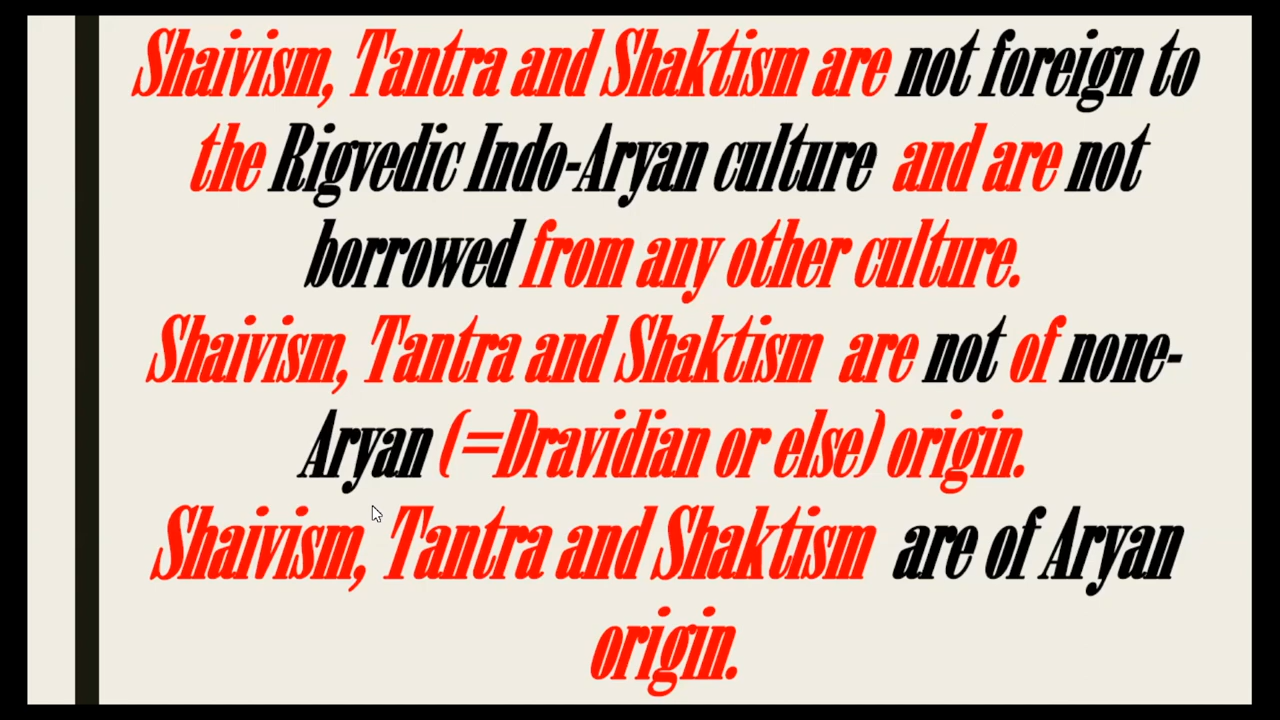 Shaivism, Tantra and Shaktism are not foreign to
the Rigvedic Indo-Aryan culture and are not
borrowed from any other culture.
Shaivism, Tantra and Shaktism are not of none-
Aryan (=Dravidian or else) origin.
Shaivism, Tantra and Shaktism are of Aryan
origin.